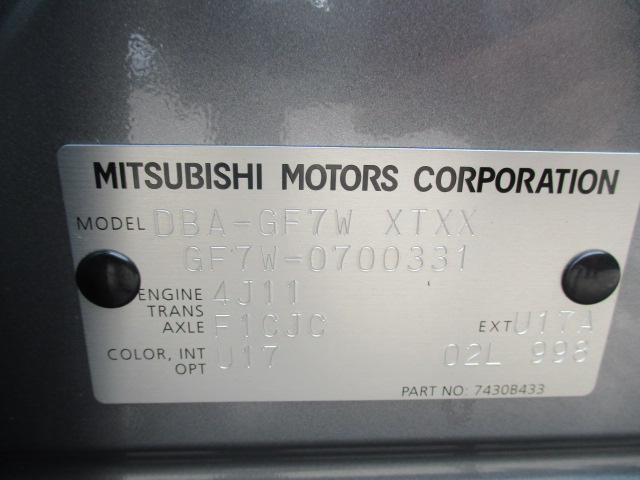 MITSUBISHI MOTORS CORPORATION
MODEL DBA-GF7W XTXX
GF7W-0700331
ENGINE 4J11
TRANS AXLE F1CJC EXT U17A
COLOR, INT OPT U17 02L 998
PART NO: 7430B433